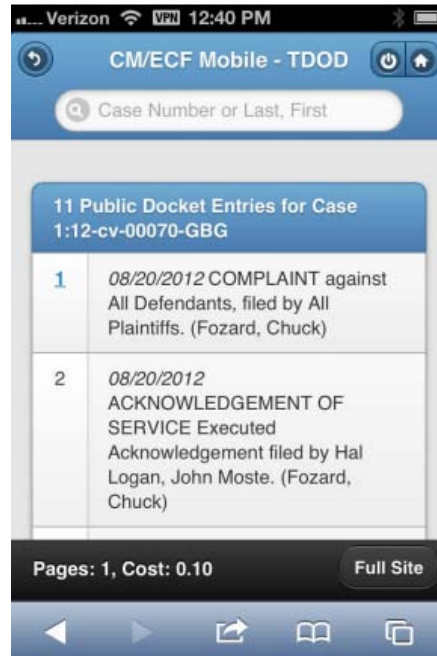 Verizon VPN 12:40 PM
CM/ECF Mobile - TDOD
Case Number or Last, First
11 Public Docket Entries for Case
1:12-cv-00070-GBG
1 08/20/2012 COMPLAINT against
All Defendants, filed by All
Plaintiffs. (Fozard, Chuck)
2 08/20/2012
ACKNOWLEDGEMENT OF
SERVICE Executed
Acknowledgement filed by Hal
Logan, John Moste. (Fozard,
Chuck)
Pages: 1, Cost: 0.10
Full Site